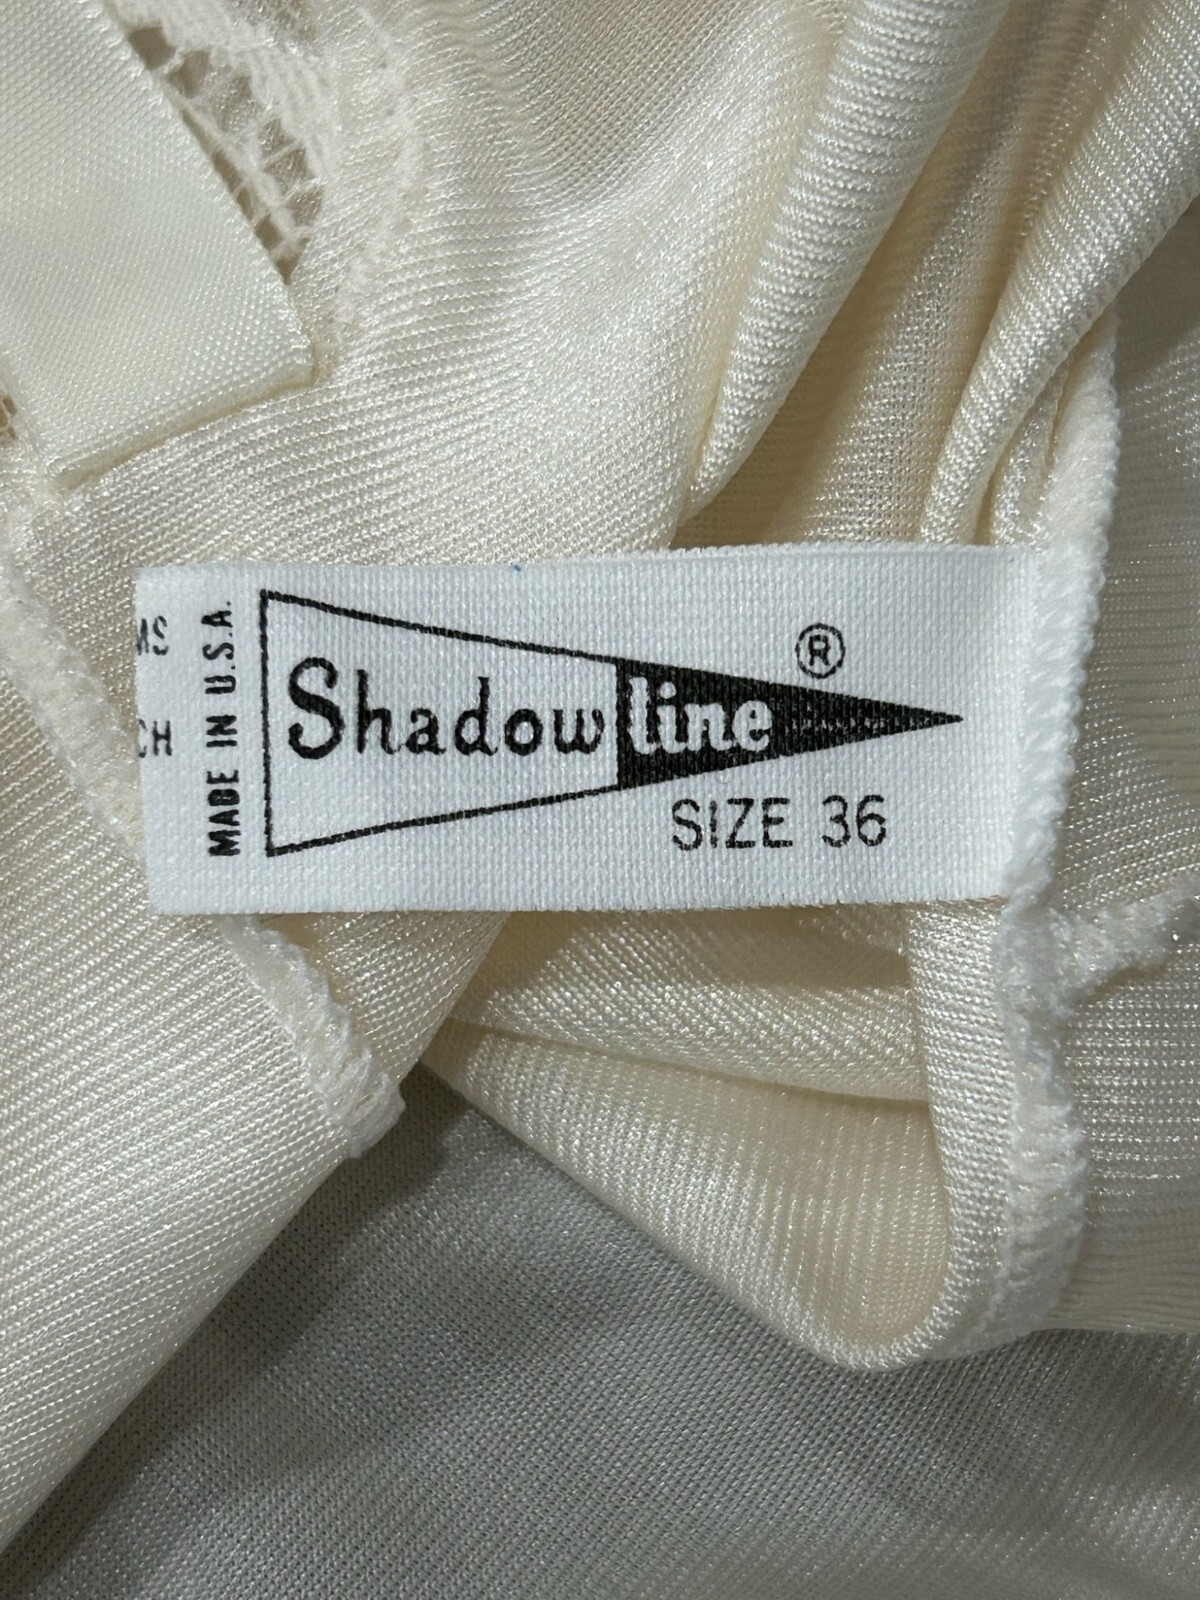 MADE IN U.S.A.
Shadowline ®
SIZE 36